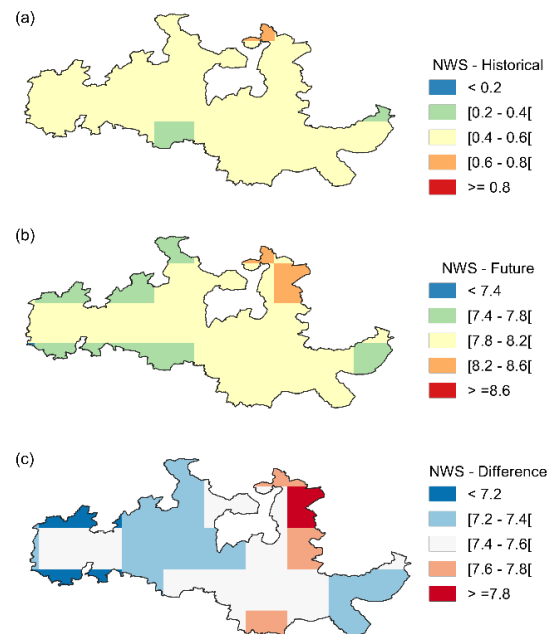 (a)
NWS - Historical
< 0.2
[0.2 - 0.4[
[0.4 - 0.6[
[0.6 - 0.8[
>= 0.8
(b)
NWS - Future
< 7.4
[7.4 - 7.8[
[7.8 - 8.2[
[8.2 - 8.6[
> =8.6
(c)
NWS - Difference
< 7.2
[7.2 - 7.4[
[7.4 - 7.6[
[7.6 - 7.8[
> =7.8